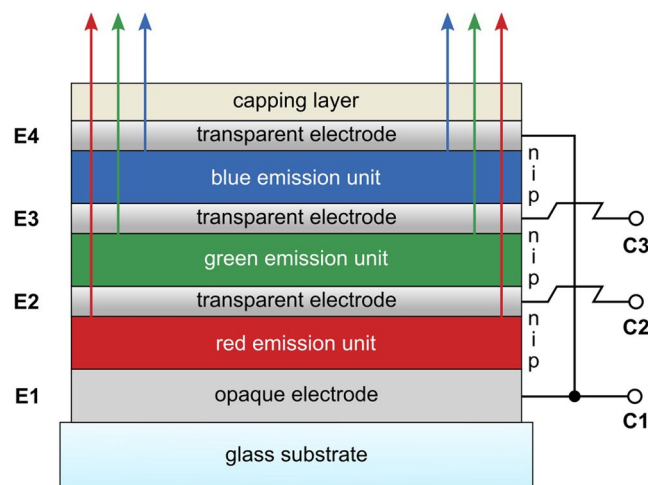 capping layer
E4
transparent electrode
n
blue emission unit
i
p
E3
transparent electrode
C3
n
green emission unit
i
p
E2
transparent electrode
C2
n
red emission unit
i
p
E1
opaque electrode
C1
glass substrate